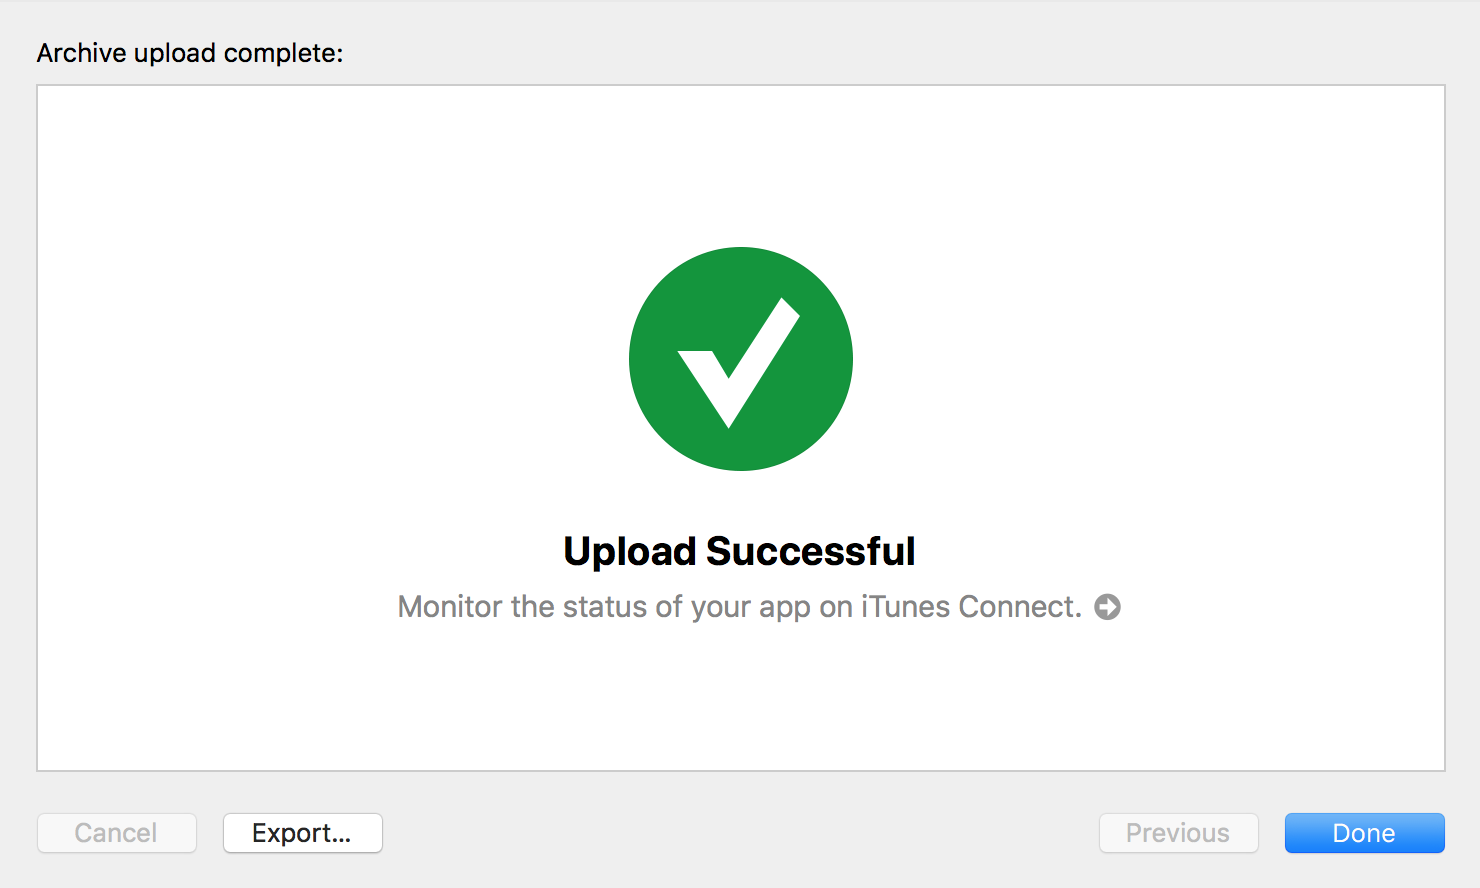 Archive upload complete:
Upload Successful
Monitor the status of your app on iTunes Connect.
Cancel
Export...
Previous
Done